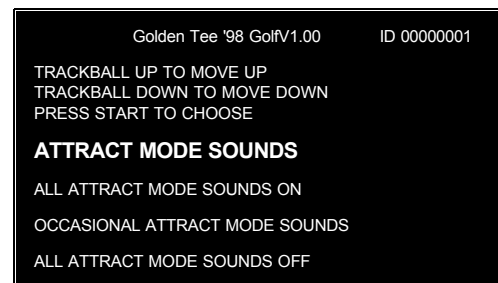 Golden Tee '98 GolfV1.00 ID 00000001
TRACKBALL UP TO MOVE UP
TRACKBALL DOWN TO MOVE DOWN
PRESS START TO CHOOSE
ATTRACT MODE SOUNDS
ALL ATTRACT MODE SOUNDS ON
OCCASIONAL ATTRACT MODE SOUNDS
ALL ATTRACT MODE SOUNDS OFF